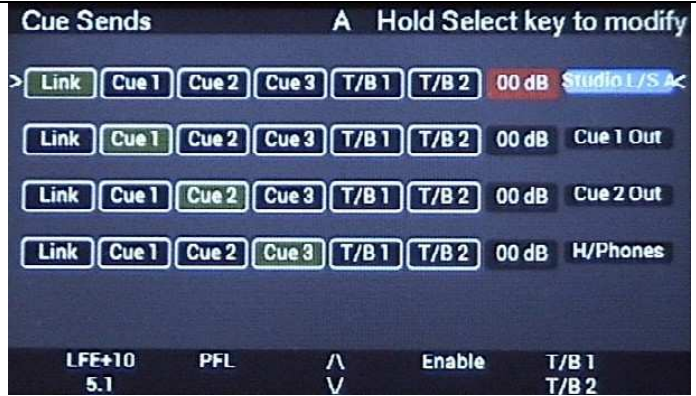 Cue Sends A Hold Select key to modify
> Link Cue 1 Cue 2 Cue 3 T/B 1 T/B 2 00 dB Studio L/S A <
Link Cue 1 Cue 2 Cue 3 T/B 1 T/B 2 00 dB Cue 1 Out
Link Cue 1 Cue 2 Cue 3 T/B 1 T/B 2 00 dB Cue 2 Out
Link Cue 1 Cue 2 Cue 3 T/B 1 T/B 2 00 dB H/Phones
LFE+10 PFL /\ Enable T/B 1
5.1 \/ T/B 2